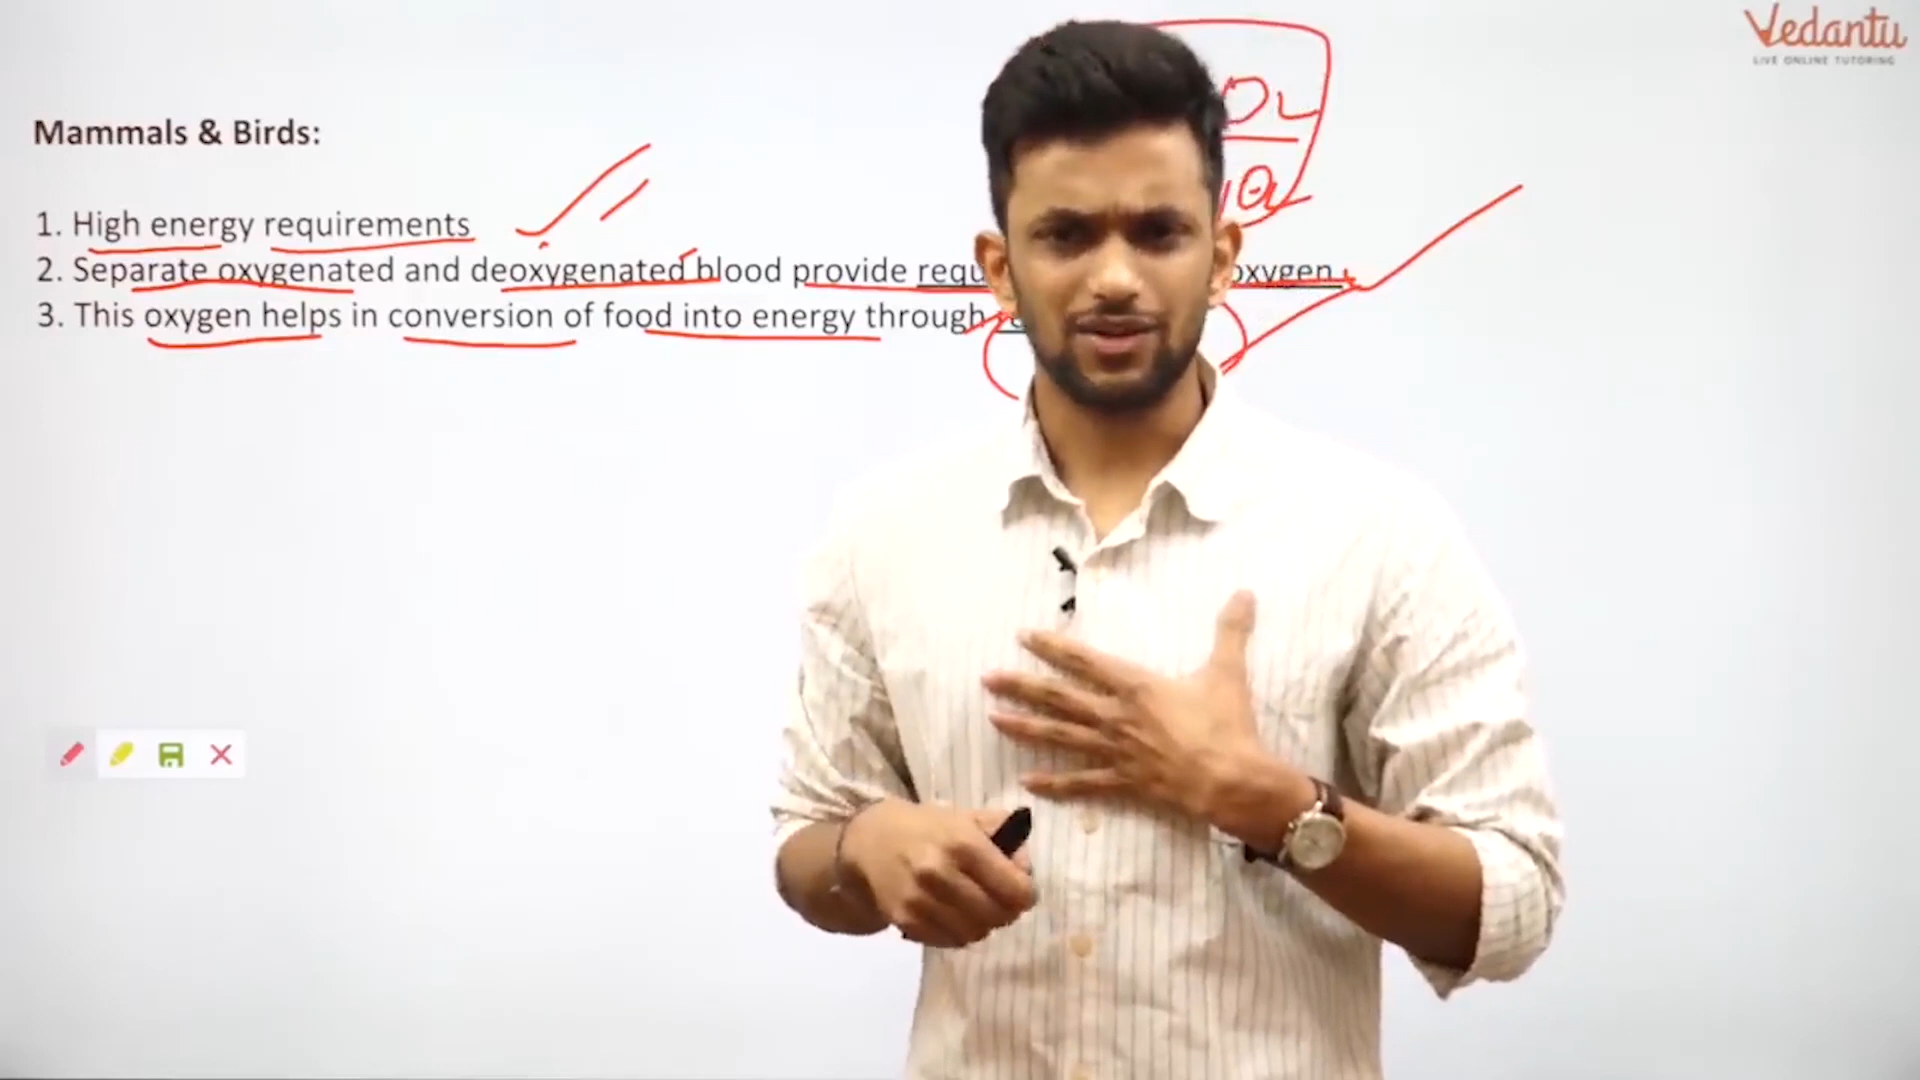 Vedantu
LIVE ONLINE TUTORING
Mammals & Birds:
1. High energy requirements
2. Separate oxygenated and deoxygenated blood provide oxygen.
3. This oxygen helps in conversion of food into energy through